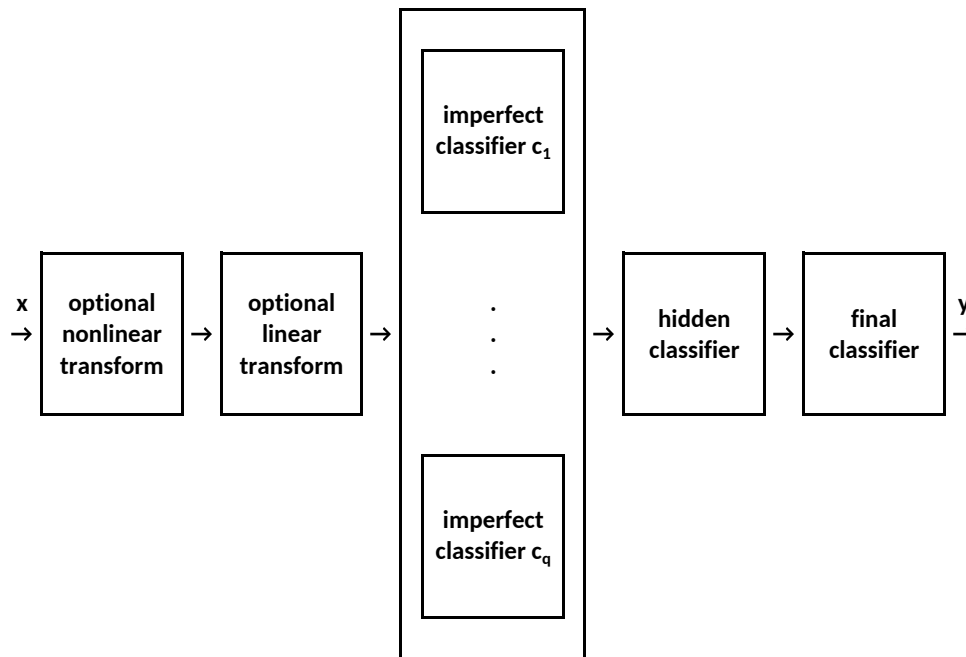 x
→
optional
nonlinear
transform
→
optional
linear
transform
→
imperfect
classifier c₁
.
.
.
imperfect
classifier c_q
→
hidden
classifier
→
final
classifier
y